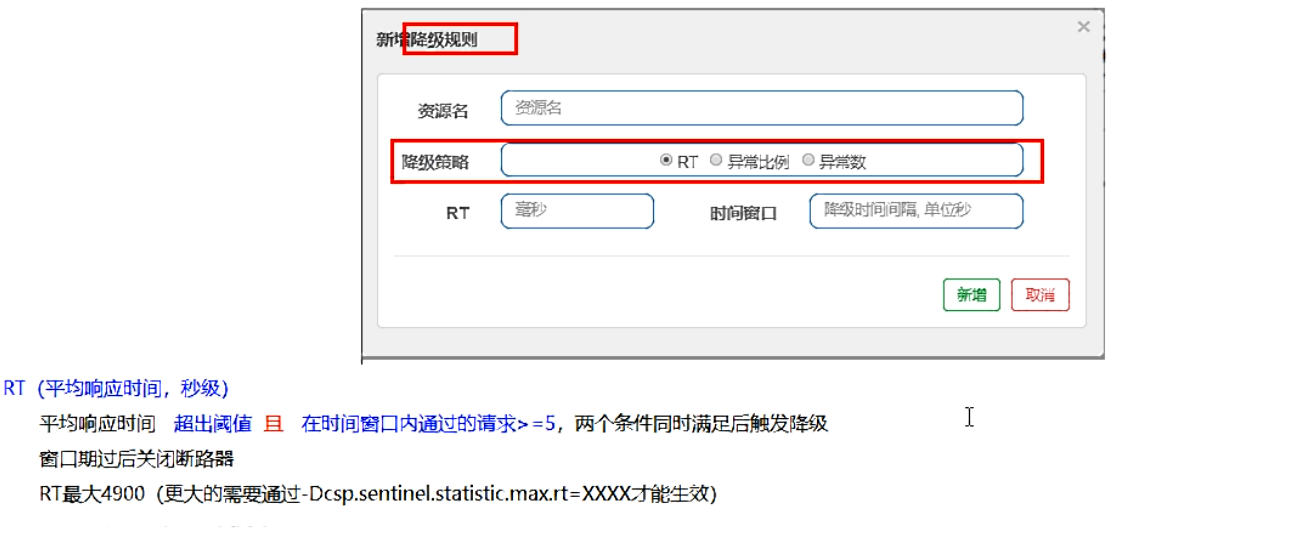 新增降级规则
×
资源名 资源名
降级策略 RT 异常比例 异常数
RT 毫秒 时间窗口 降级时间间隔, 单位秒
新增 取消
RT（平均响应时间，秒级）
平均响应时间 超出阈值 且 在时间窗口内通过的请求>=5，两个条件同时满足后触发降级
窗口期过后关闭断路器
RT最大4900（更大的需要通过-Dcsp.sentinel.statistic.max.rt=XXXX才能生效）